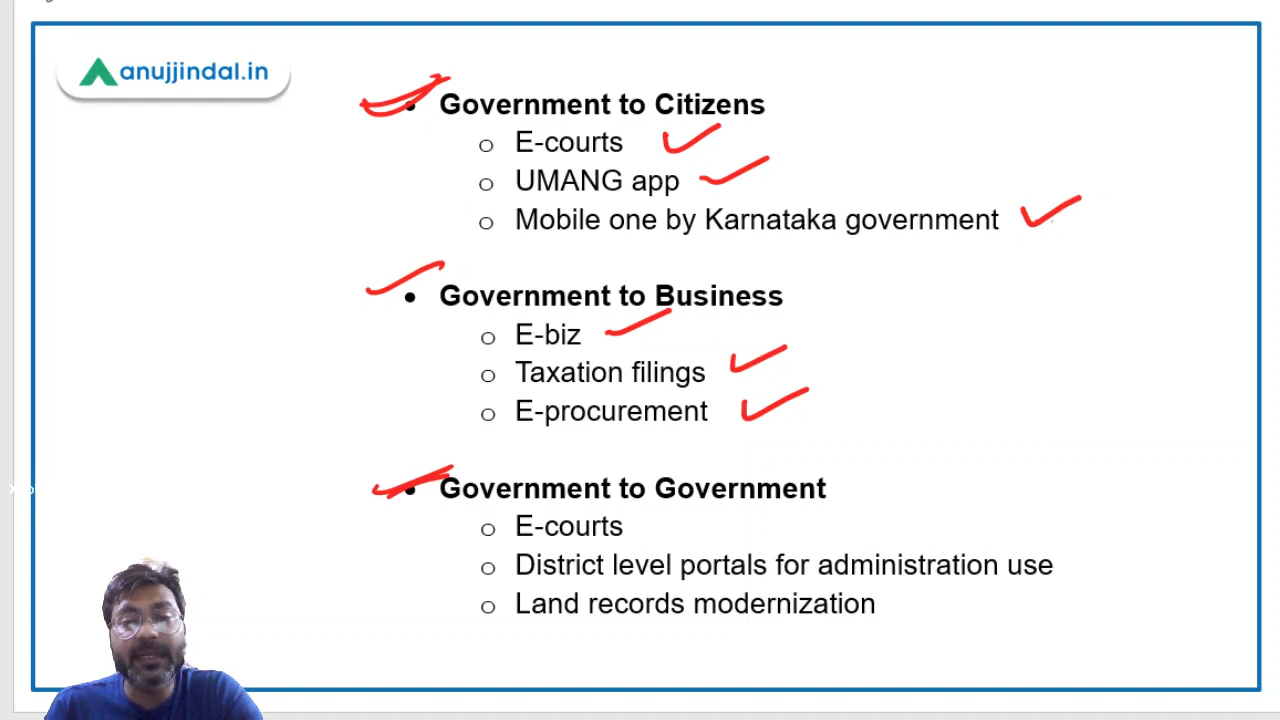 anujjindal.in
• Government to Citizens
o E-courts
o UMANG app
o Mobile one by Karnataka government
• Government to Business
o E-biz
o Taxation filings
o E-procurement
• Government to Government
o E-courts
o District level portals for administration use
o Land records modernization